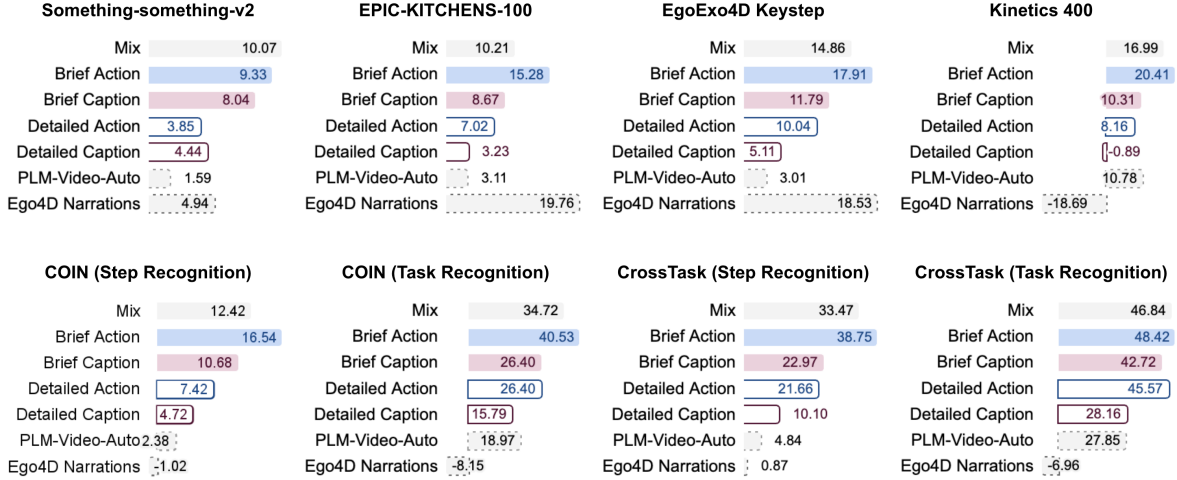 Something-something-v2
Mix 10.07
Brief Action 9.33
Brief Caption 8.04
Detailed Action 3.85
Detailed Caption 4.44
PLM-Video-Auto 1.59
Ego4D Narrations 4.94
EPIC-KITCHENS-100
Mix 10.21
Brief Action 15.28
Brief Caption 8.67
Detailed Action 7.02
Detailed Caption 3.23
PLM-Video-Auto 3.11
Ego4D Narrations 19.76
EgoExo4D Keystep
Mix 14.86
Brief Action 17.91
Brief Caption 11.79
Detailed Action 10.04
Detailed Caption 5.11
PLM-Video-Auto 3.01
Ego4D Narrations 18.53
Kinetics 400
Mix 16.99
Brief Action 20.41
Brief Caption 10.31
Detailed Action 8.16
Detailed Caption -0.89
PLM-Video-Auto 10.78
Ego4D Narrations -18.69
COIN (Step Recognition)
Mix 12.42
Brief Action 16.54
Brief Caption 10.68
Detailed Action 7.42
Detailed Caption 4.72
PLM-Video-Auto 2.38
Ego4D Narrations -1.02
COIN (Task Recognition)
Mix 34.72
Brief Action 40.53
Brief Caption 26.40
Detailed Action 26.40
Detailed Caption 15.79
PLM-Video-Auto 18.97
Ego4D Narrations -8.15
CrossTask (Step Recognition)
Mix 33.47
Brief Action 38.75
Brief Caption 22.97
Detailed Action 21.66
Detailed Caption 10.10
PLM-Video-Auto 4.84
Ego4D Narrations 0.87
CrossTask (Task Recognition)
Mix 46.84
Brief Action 48.42
Brief Caption 42.72
Detailed Action 45.57
Detailed Caption 28.16
PLM-Video-Auto 27.85
Ego4D Narrations -6.96